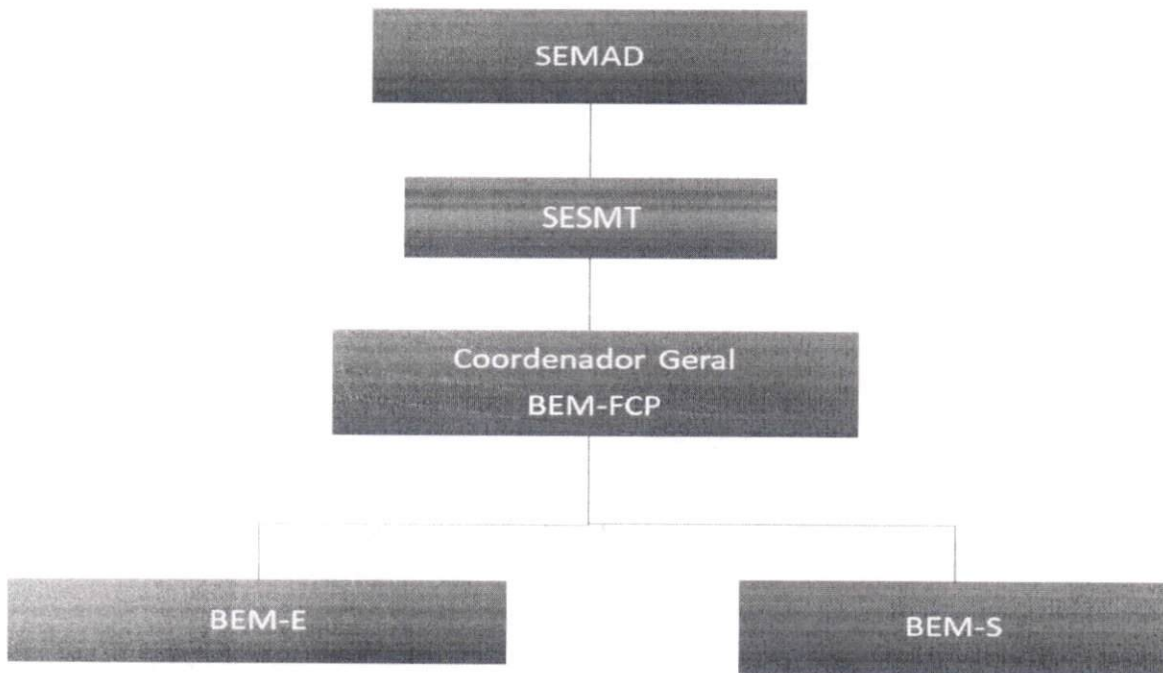 SEMAD
SESMT
Coordenador Geral
BEM-FCP
BEM-E
BEM-S